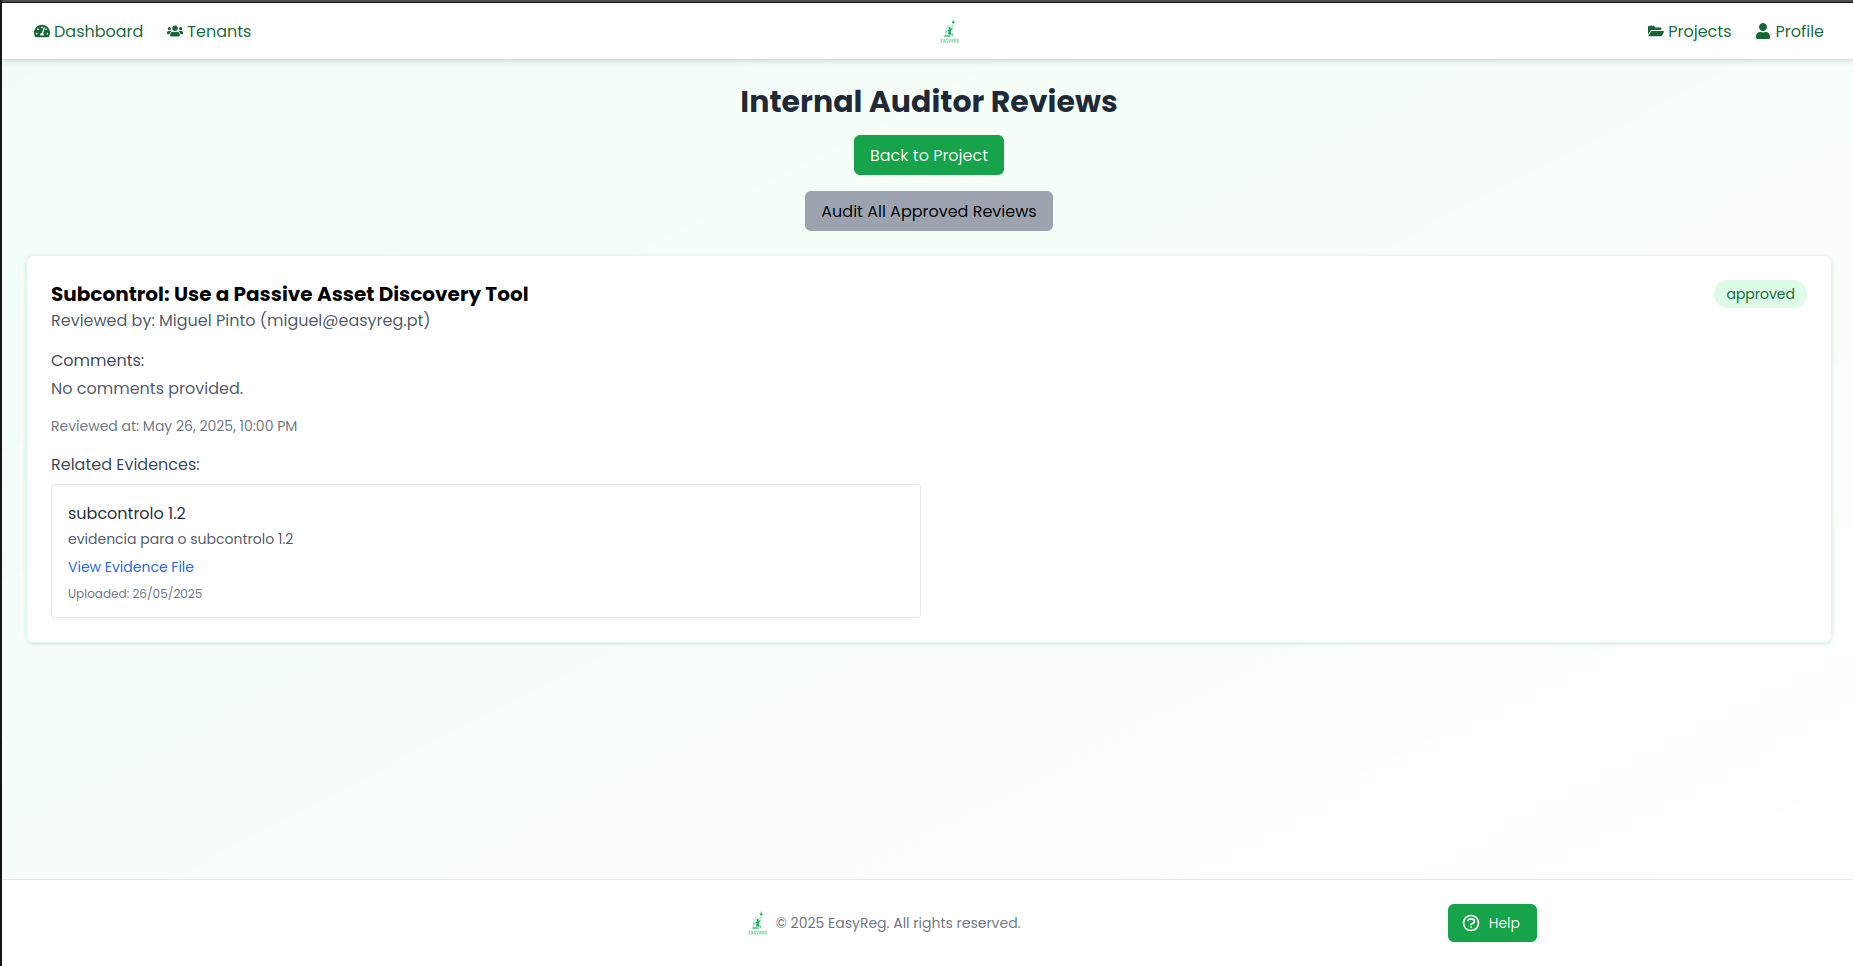 Dashboard Tenants
EASYREG
Projects Profile
Internal Auditor Reviews
Back to Project
Audit All Approved Reviews
Subcontrol: Use a Passive Asset Discovery Tool
approved
Reviewed by: Miguel Pinto (miguel@easyreg.pt)
Comments:
No comments provided.
Reviewed at: May 26, 2025, 10:00 PM
Related Evidences:
subcontrolo 1.2
evidencia para o subcontrolo 1.2
View Evidence File
Uploaded: 26/05/2025
EASYREG
© 2025 EasyReg. All rights reserved.
Help